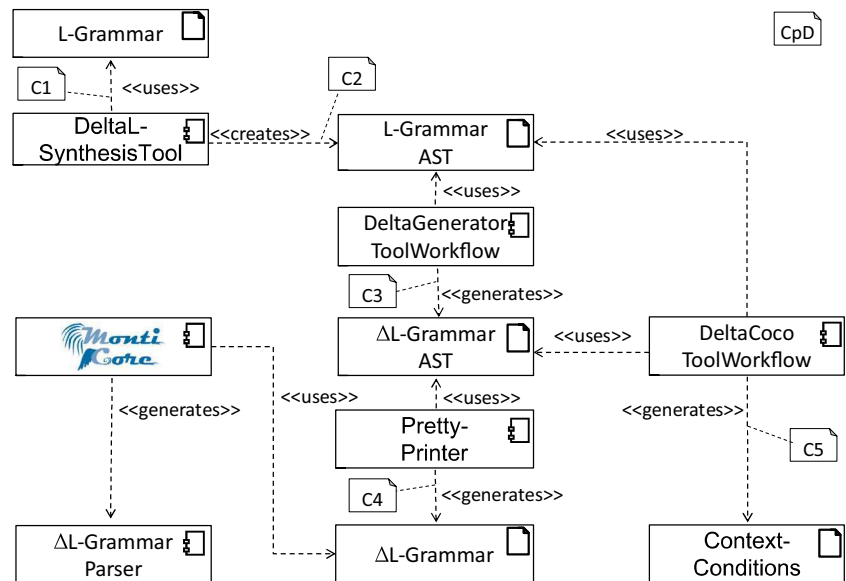 L-Grammar
CpD
C1
<<uses>>
C2
DeltaL-
SynthesisTool
<<creates>>
L-Grammar
AST
<<uses>>
<<uses>>
DeltaGenerator
ToolWorkflow
C3
<<generates>>
Monti
Core
ΔL-Grammar
AST
<<uses>>
DeltaCoco
ToolWorkflow
<<generates>>
<<uses>>
<<uses>>
<<generates>>
Pretty-
Printer
C5
C4
<<generates>>
ΔL-Grammar
Parser
ΔL-Grammar
Context-
Conditions